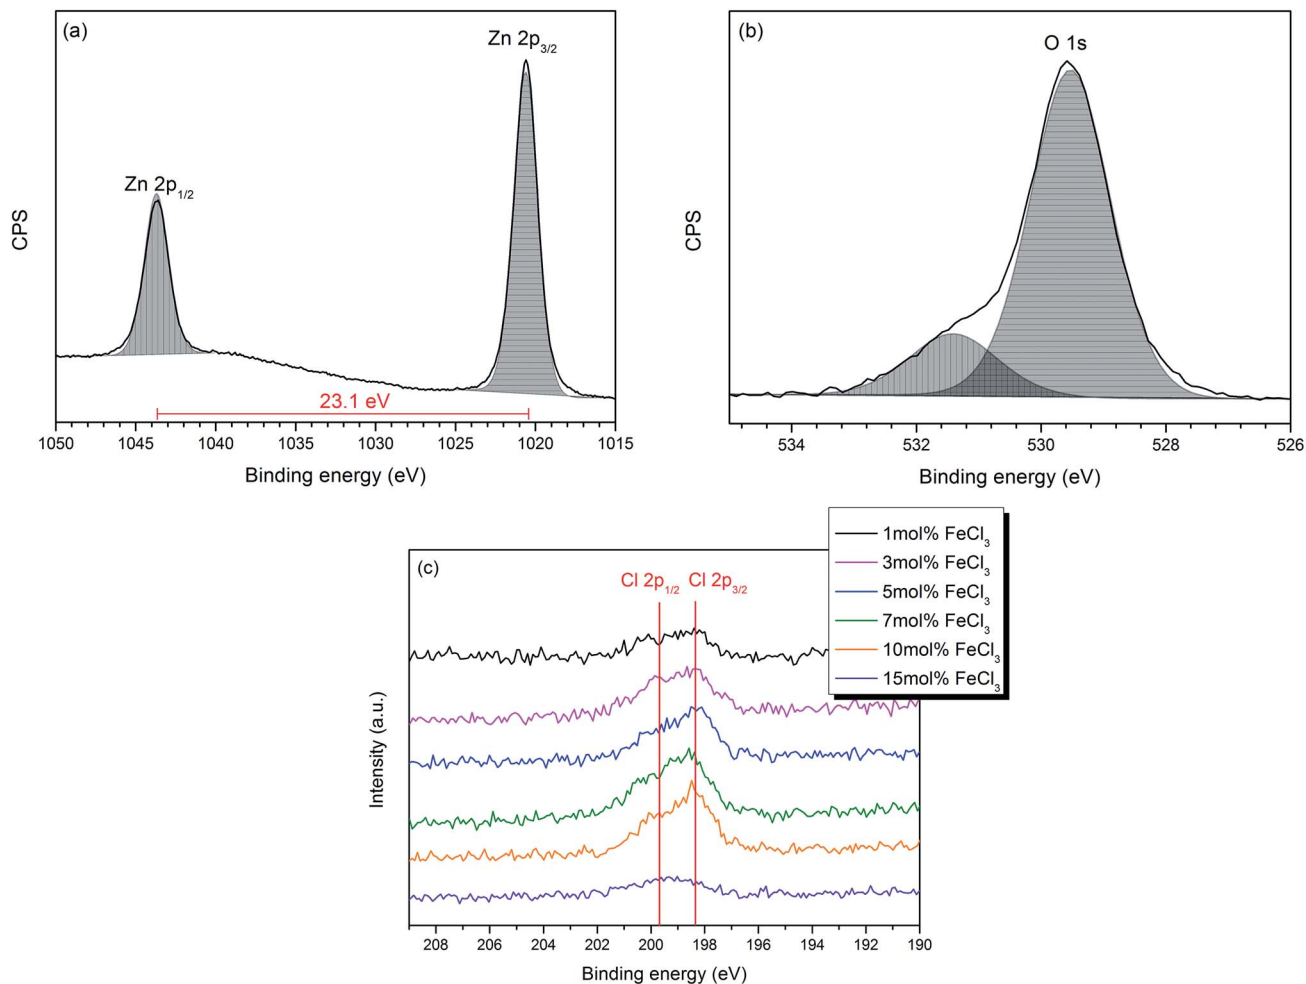 (a)
Zn 2p3/2
Zn 2p1/2
CPS
23.1 eV
1050 1045 1040 1035 1030 1025 1020 1015
Binding energy (eV)
(b)
O 1s
CPS
534 532 530 528 526
Binding energy (eV)
(c)
Cl 2p1/2 Cl 2p3/2
1mol% FeCl3
3mol% FeCl3
5mol% FeCl3
7mol% FeCl3
10mol% FeCl3
15mol% FeCl3
Intensity (a.u.)
208 206 204 202 200 198 196 194 192 190
Binding energy (eV)